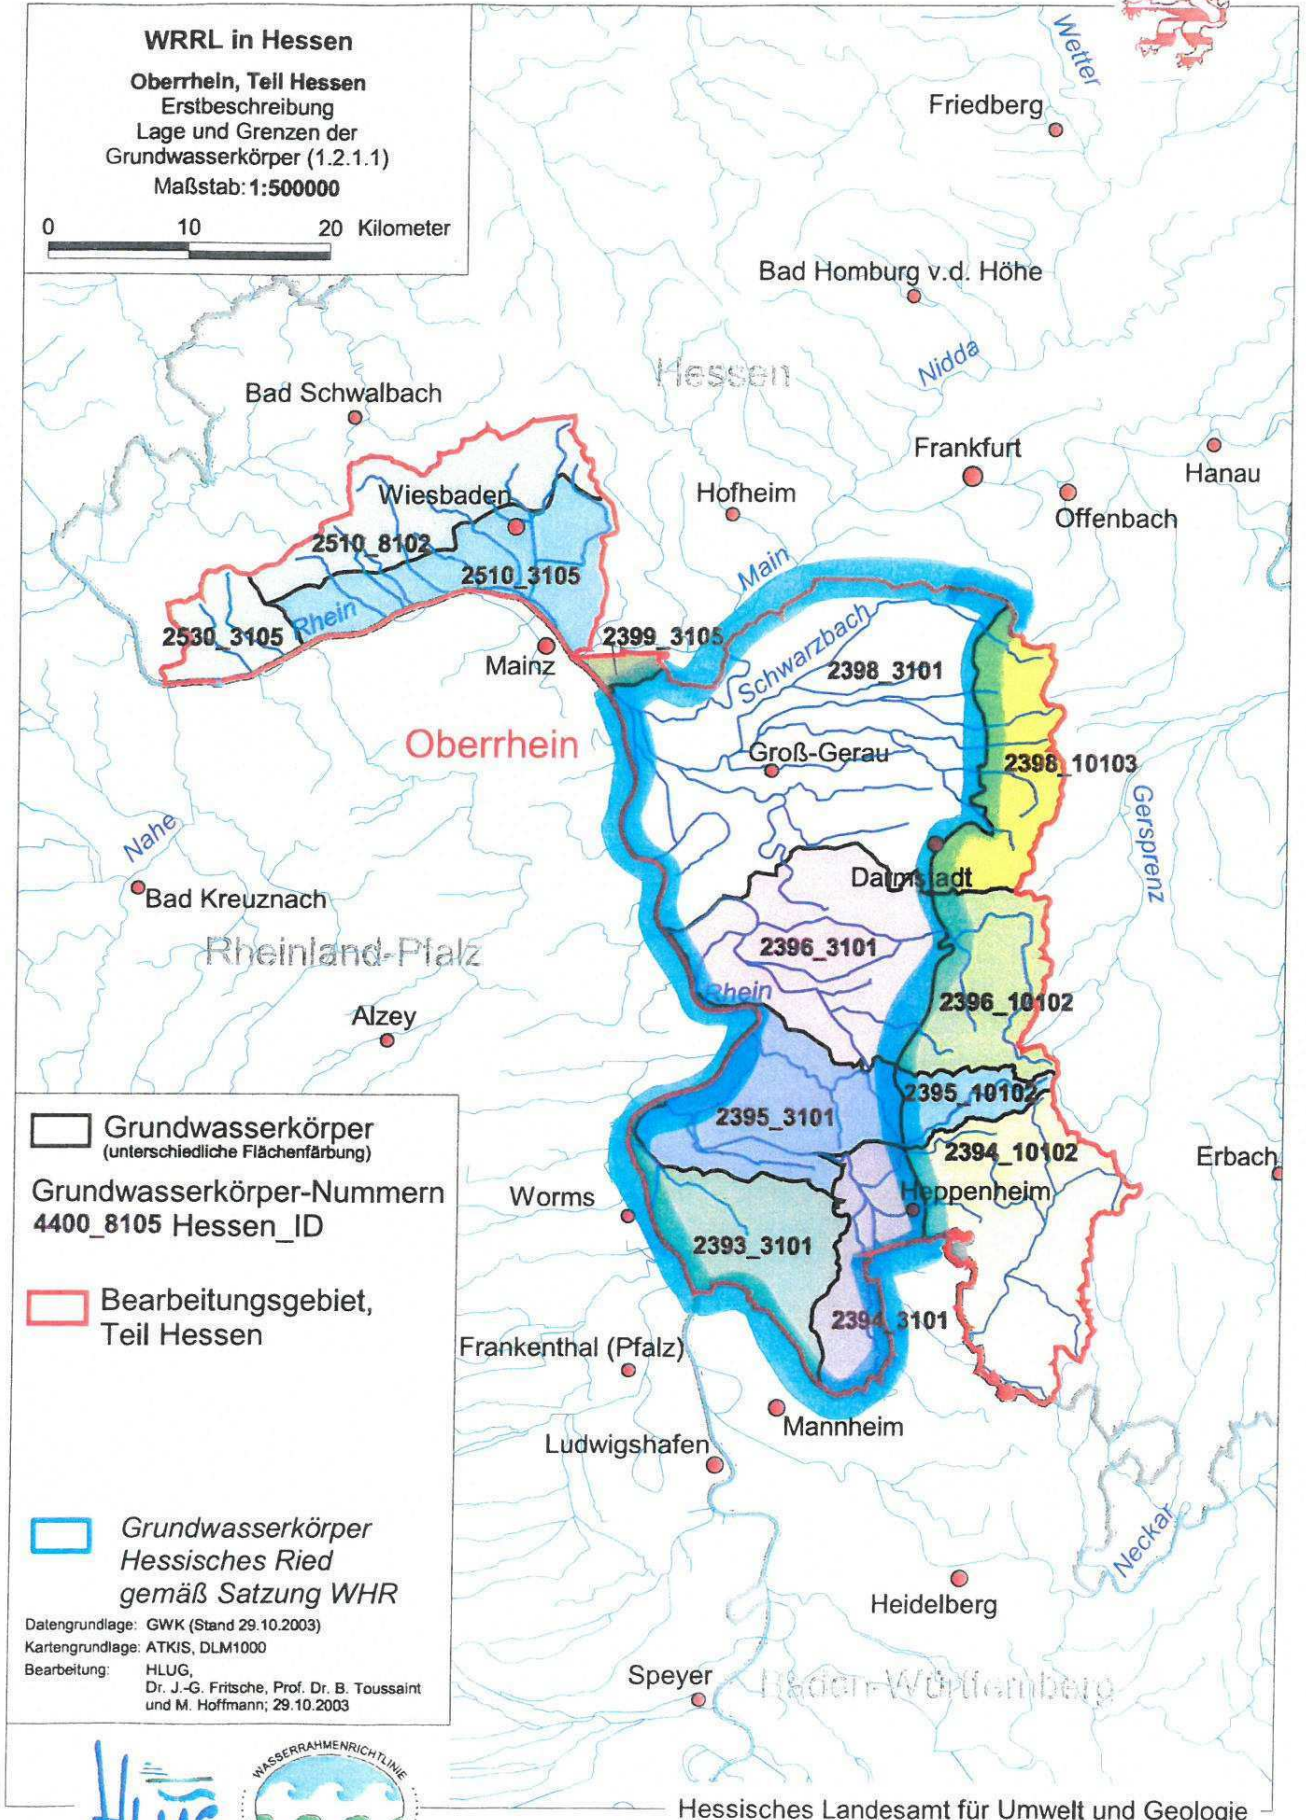 WRRL in Hessen
Oberrhein, Teil Hessen
Erstbeschreibung
Lage und Grenzen der
Grundwasserkörper (1.2.1.1)
Maßstab: 1:500000
0 10 20 Kilometer
Wetter
Friedberg
Bad Homburg v.d. Höhe
Hessen
Nidda
Bad Schwalbach
Frankfurt
Hanau
Wiesbaden
Hofheim
Offenbach
2510_8102
Main
2510_3105
Rhein
Schwarzbach
2530_3105
2399_3105
Mainz
2398_3101
Oberrhein
Groß-Gerau
2398_10103
Gersprenz
Nahe
Darmstadt
Bad Kreuznach
Rheinland-Pfalz
2396_3101
Rhein
2396_10102
Alzey
2395_10102
2395_3101
2394_10102
Erbach
Worms
Heppenheim
2393_3101
2394_3101
Frankenthal (Pfalz)
Mannheim
Ludwigshafen
Neckar
Heidelberg
Speyer
Baden-Württemberg
Grundwasserkörper
(unterschiedliche Flächenfärbung)
Grundwasserkörper-Nummern
4400_8105 Hessen_ID
Bearbeitungsgebiet,
Teil Hessen
Grundwasserkörper
Hessisches Ried
gemäß Satzung WHR
Datengrundlage: GWK (Stand 29.10.2003)
Kartengrundlage: ATKIS, DLM1000
Bearbeitung: HLUG,
Dr. J.-G. Fritsche, Prof. Dr. B. Toussaint
und M. Hoffmann; 29.10.2003
HLUG
WASSERRAHMENRICHTLINIE
Hessisches Landesamt für Umwelt und Geologie